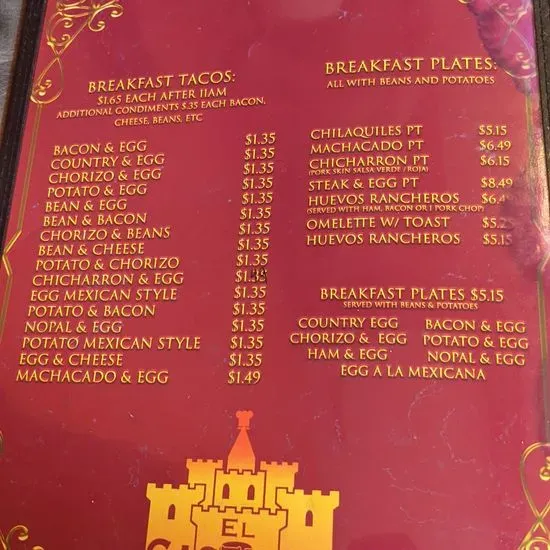 BREAKFAST TACOS:
$1.65 EACH AFTER 11AM
ADDITIONAL CONDIMENTS $.35 EACH BACON,
CHEESE, BEANS, ETC
BACON & EGG $1.35
COUNTRY & EGG $1.35
CHORIZO & EGG $1.35
POTATO & EGG $1.35
BEAN & EGG $1.35
BEAN & BACON $1.35
CHORIZO & BEANS $1.35
BEAN & CHEESE $1.35
POTATO & CHORIZO $1.35
CHICHARRON & EGG $1.35
EGG MEXICAN STYLE $1.35
POTATO & BACON $1.35
NOPAL & EGG $1.35
POTATO MEXICAN STYLE $1.35
EGG & CHEESE $1.35
MACHACADO & EGG $1.49
BREAKFAST PLATES:
ALL WITH BEANS AND POTATOES
CHILAQUILES PT $5.15
MACHACADO PT $6.49
CHICHARRON PT $6.15
(PORK SKIN SALSA VERDE / ROJA)
STEAK & EGG PT $8.49
HUEVOS RANCHEROS
(SERVED WITH HAM, BACON OR 1 PORK CHOP)
OMELETTE W/ TOAST
HUEVOS RANCHEROS $5.15
BREAKFAST PLATES $5.15
SERVED WITH BEANS & POTATOES
COUNTRY EGG BACON & EGG
CHORIZO & EGG POTATO & EGG
HAM & EGG NOPAL & EGG
EGG A LA MEXICANA
EL